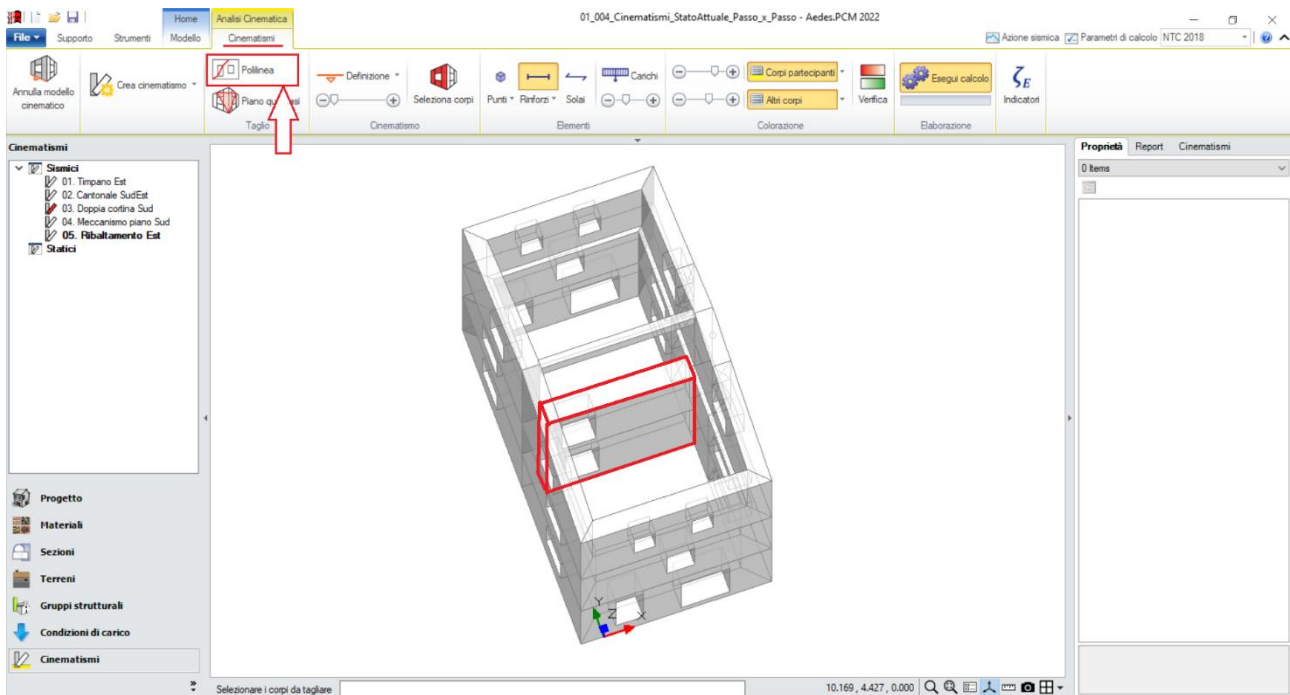 Home
Analisi Cinematica
01_004_Cinematismi_StatoAttuale_Passo_x_Passo - Aedes.PCM 2022
File
Supporto
Strumenti
Modello
Cinematismi
Azione sismica
Parametri di calcolo
NTC 2018
Annulla modello cinematico
Crea cinematismo
Polilinea
Taglio
Definizione
Seleziona corpi
Cinematismo
Punti
Rinforzi
Solai
Carichi
Elementi
Corpi partecipanti
Altri corpi
Verifica
Colorazione
Esegui calcolo
Elaborazione
ζE
Indicatori
Cinematismi
Sismici
01. Timpano Est
02. Cantonale SudEst
03. Doppia cortina Sud
04. Meccanismo piano Sud
05. Ribaltamento Est
Statici
Proprietà
Report
Cinematismi
0 Items
Progetto
Materiali
Sezioni
Terreni
Gruppi strutturali
Condizioni di carico
Cinematismi
Y
Z
X
Selezionare i corpi da tagliare
10.169 , 4.427 , 0.000